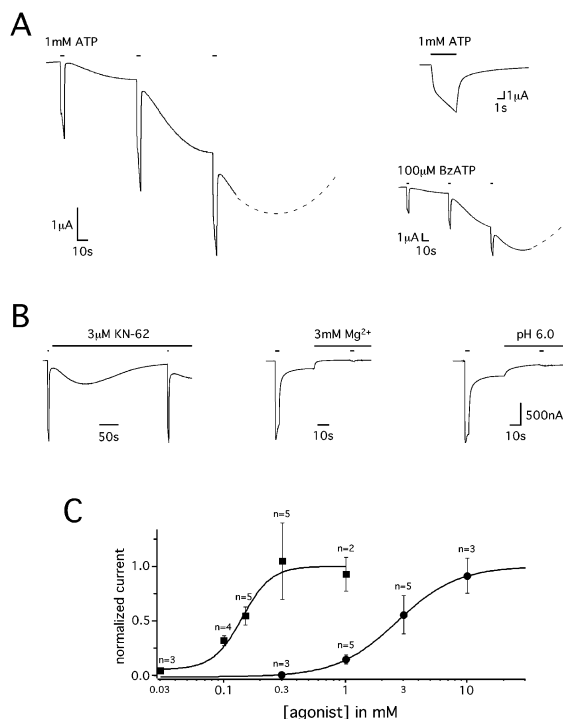 A
1mM ATP
1μA
10s
1mM ATP
1μA
1s
100μM BzATP
1μA
10s
B
3μM KN-62
50s
3mM Mg²⁺
10s
pH 6.0
500nA
10s
C
normalized current
1.0
0.5
0.0
n=3
n=4
n=5
n=5
n=2
n=3
n=5
n=5
n=3
0.03
0.1
0.3
1
3
10
[agonist] in mM